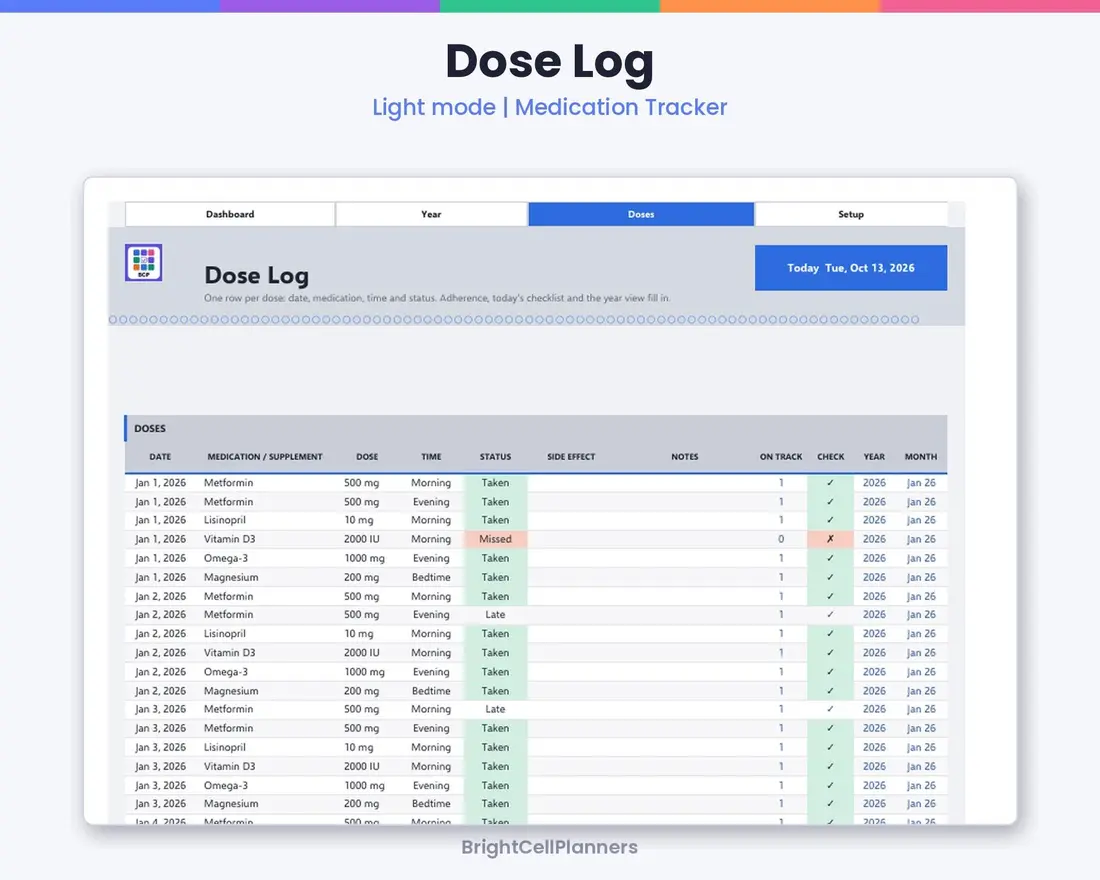 Dose Log
Light mode | Medication Tracker
Dashboard Year Doses Setup
BCP
Dose Log
Today Tue, Oct 13, 2026
One row per dose: date, medication, time and status. Adherence, today's checklist and the year view fill in.
DOSES
DATE MEDICATION / SUPPLEMENT DOSE TIME STATUS SIDE EFFECT NOTES ON TRACK CHECK YEAR MONTH
Jan 1, 2026 Metformin 500 mg Morning Taken 1 ✓ 2026 Jan 26
Jan 1, 2026 Metformin 500 mg Evening Taken 1 ✓ 2026 Jan 26
Jan 1, 2026 Lisinopril 10 mg Morning Taken 1 ✓ 2026 Jan 26
Jan 1, 2026 Vitamin D3 2000 IU Morning Missed 0 ✗ 2026 Jan 26
Jan 1, 2026 Omega-3 1000 mg Evening Taken 1 ✓ 2026 Jan 26
Jan 1, 2026 Magnesium 200 mg Bedtime Taken 1 ✓ 2026 Jan 26
Jan 2, 2026 Metformin 500 mg Morning Taken 1 ✓ 2026 Jan 26
Jan 2, 2026 Metformin 500 mg Evening Late 1 ✓ 2026 Jan 26
Jan 2, 2026 Lisinopril 10 mg Morning Taken 1 ✓ 2026 Jan 26
Jan 2, 2026 Vitamin D3 2000 IU Morning Taken 1 ✓ 2026 Jan 26
Jan 2, 2026 Omega-3 1000 mg Evening Taken 1 ✓ 2026 Jan 26
Jan 2, 2026 Magnesium 200 mg Bedtime Taken 1 ✓ 2026 Jan 26
Jan 3, 2026 Metformin 500 mg Morning Late 1 ✓ 2026 Jan 26
Jan 3, 2026 Metformin 500 mg Evening Taken 1 ✓ 2026 Jan 26
Jan 3, 2026 Lisinopril 10 mg Morning Taken 1 ✓ 2026 Jan 26
Jan 3, 2026 Vitamin D3 2000 IU Morning Taken 1 ✓ 2026 Jan 26
Jan 3, 2026 Omega-3 1000 mg Evening Taken 1 ✓ 2026 Jan 26
Jan 3, 2026 Magnesium 200 mg Bedtime Taken 1 ✓ 2026 Jan 26
Jan 4, 2026 Metformin 500 mg Morning Taken 1 ✓ 2026 Jan 26
BrightCellPlanners